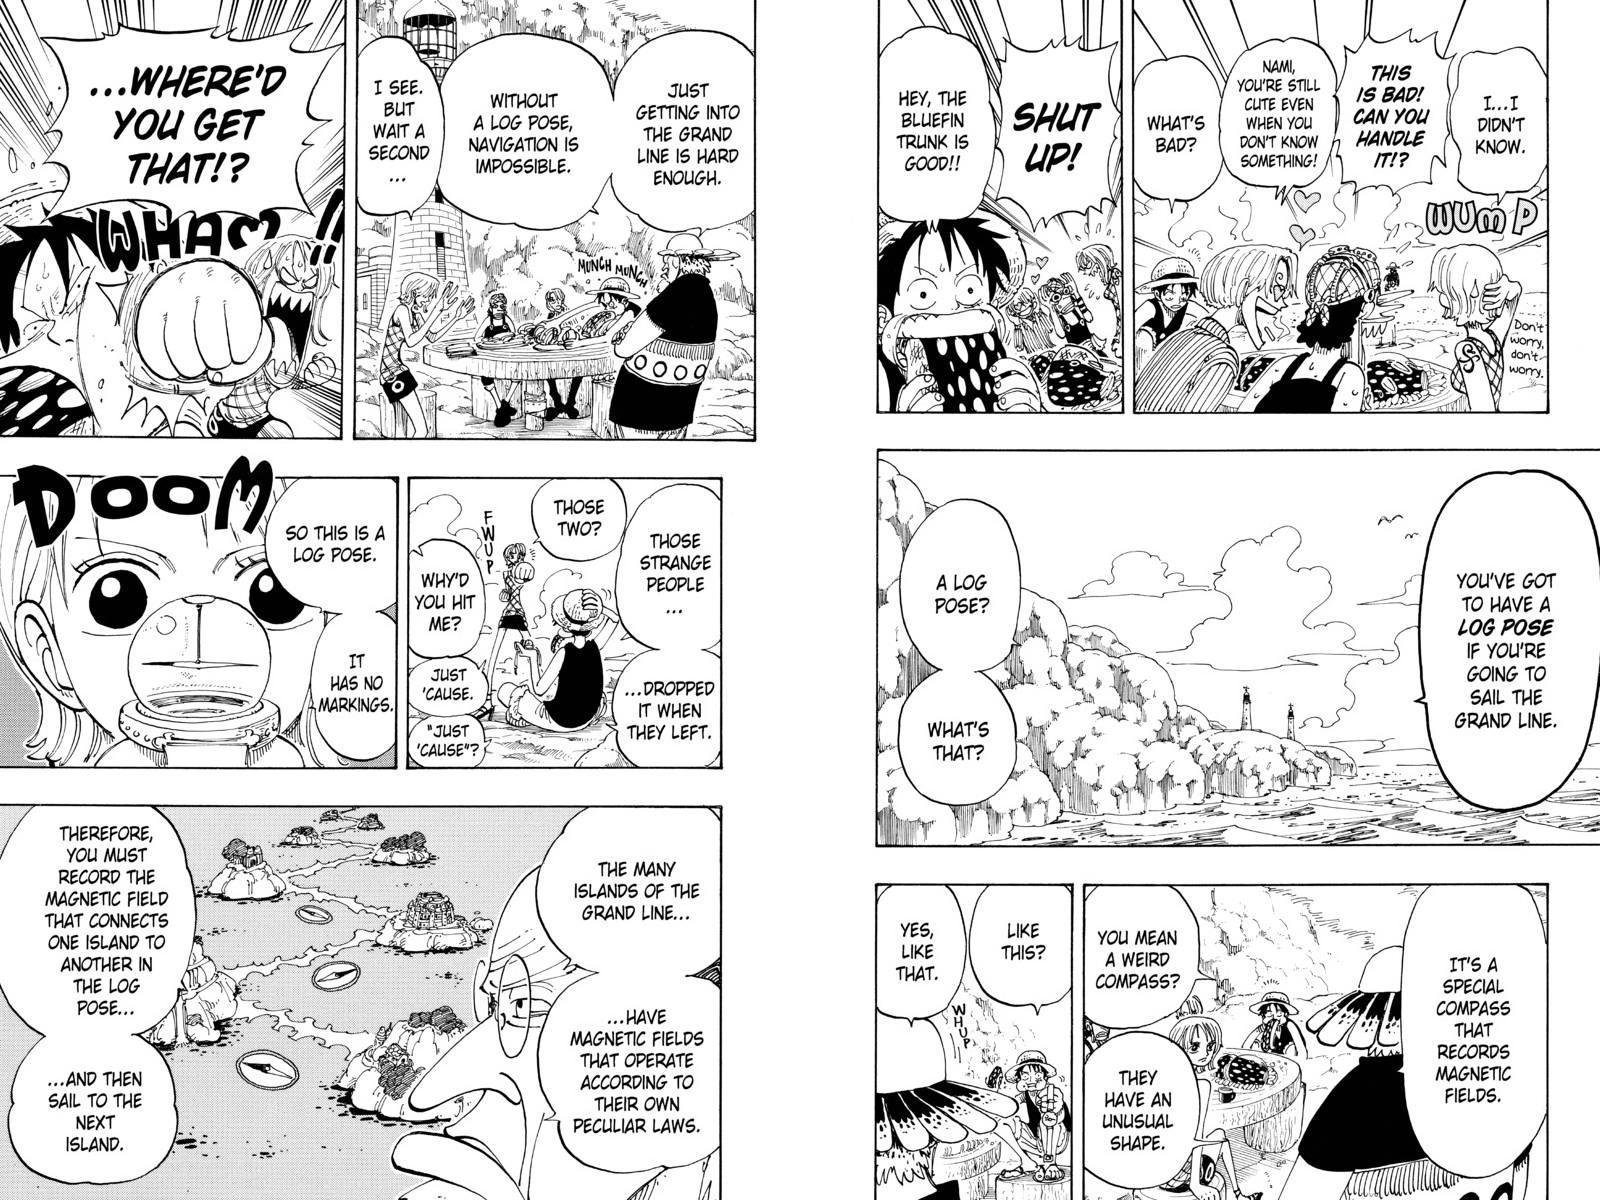 I...I
DIDN'T
KNOW.
THIS
IS BAD!
CAN YOU
HANDLE
IT!?
NAMI,
YOU'RE STILL
CUTE EVEN
WHEN YOU
DON'T KNOW
SOMETHING!
WHAT'S
BAD?
WUMP
Don't
worry,
don't
worry.
SHUT
UP!
HEY, THE
BLUEFIN
TRUNK IS
GOOD!!
YOU'VE GOT
TO HAVE A
LOG POSE
IF YOU'RE
GOING TO
SAIL THE
GRAND LINE.
A LOG
POSE?
WHAT'S
THAT?
IT'S A
SPECIAL
COMPASS
THAT
RECORDS
MAGNETIC
FIELDS.
YOU MEAN
A WEIRD
COMPASS?
THEY
HAVE AN
UNUSUAL
SHAPE.
LIKE
THIS?
YES,
LIKE
THAT.
WHUP
JUST
GETTING INTO
THE GRAND
LINE IS HARD
ENOUGH.
WITHOUT
A LOG POSE,
NAVIGATION IS
IMPOSSIBLE.
I SEE.
BUT
WAIT A
SECOND
...
MUNCH MUNCH
...WHERE'D
YOU GET
THAT!?
WHAM!!
THOSE
STRANGE
PEOPLE
...
THOSE
TWO?
...DROPPED
IT WHEN
THEY LEFT.
FWUP
WHY'D
YOU HIT
ME?
JUST
'CAUSE.
"JUST
'CAUSE"?
DOOM
SO THIS IS A
LOG POSE.
IT
HAS NO
MARKINGS.
THE MANY
ISLANDS OF THE
GRAND LINE...
...HAVE
MAGNETIC FIELDS
THAT OPERATE
ACCORDING TO
THEIR OWN
PECULIAR LAWS.
THEREFORE,
YOU MUST
RECORD THE
MAGNETIC FIELD
THAT CONNECTS
ONE ISLAND TO
ANOTHER IN
THE LOG
POSE...
...AND THEN
SAIL TO THE
NEXT
ISLAND.